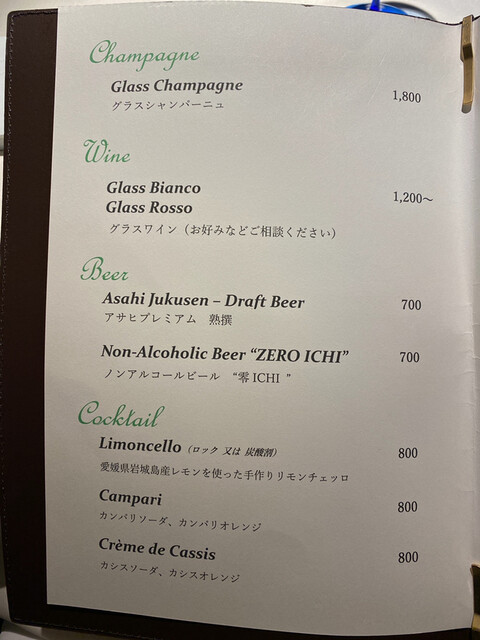 Champagne
Glass Champagne 1,800
グラスシャンパーニュ
Wine
Glass Bianco
Glass Rosso 1,200～
グラスワイン（お好みなどご相談ください）
Beer
Asahi Jukusen – Draft Beer 700
アサヒプレミアム 熟撰
Non-Alcoholic Beer “ZERO ICHI” 700
ノンアルコールビール “零 ICHI ”
Cocktail
Limoncello（ロック 又は 炭酸割） 800
愛媛県岩城島産レモンを使った手作りリモンチェッロ
Campari 800
カンパリソーダ、カンパリオレンジ
Crème de Cassis 800
カシスソーダ、カシスオレンジ